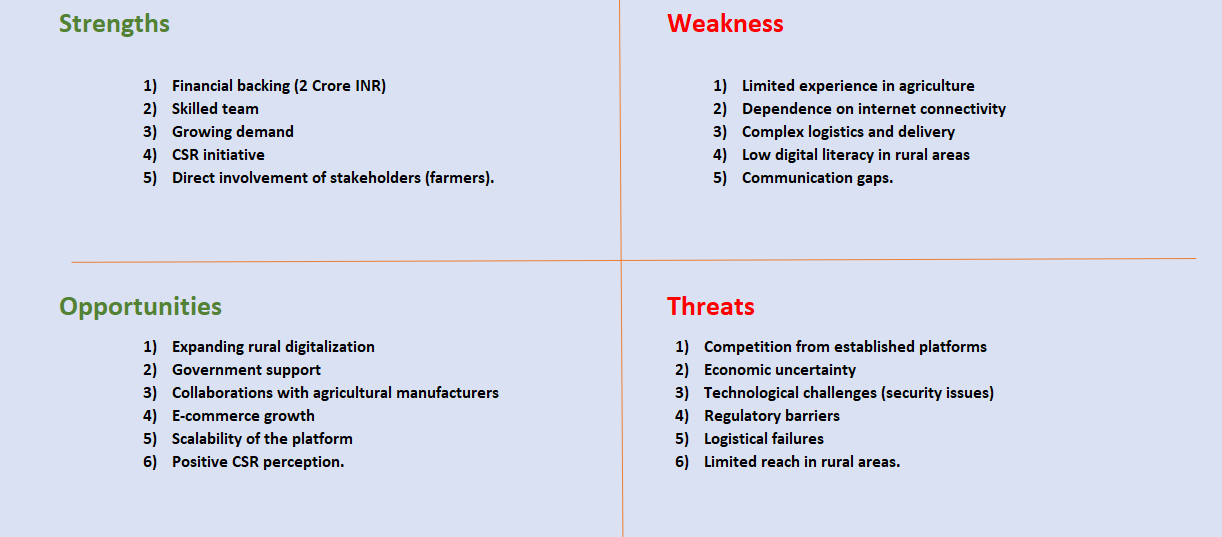 Strengths
1) Financial backing (2 Crore INR)
2) Skilled team
3) Growing demand
4) CSR initiative
5) Direct involvement of stakeholders (farmers).
Weakness
1) Limited experience in agriculture
2) Dependence on internet connectivity
3) Complex logistics and delivery
4) Low digital literacy in rural areas
5) Communication gaps.
Opportunities
1) Expanding rural digitalization
2) Government support
3) Collaborations with agricultural manufacturers
4) E-commerce growth
5) Scalability of the platform
6) Positive CSR perception.
Threats
1) Competition from established platforms
2) Economic uncertainty
3) Technological challenges (security issues)
4) Regulatory barriers
5) Logistical failures
6) Limited reach in rural areas.